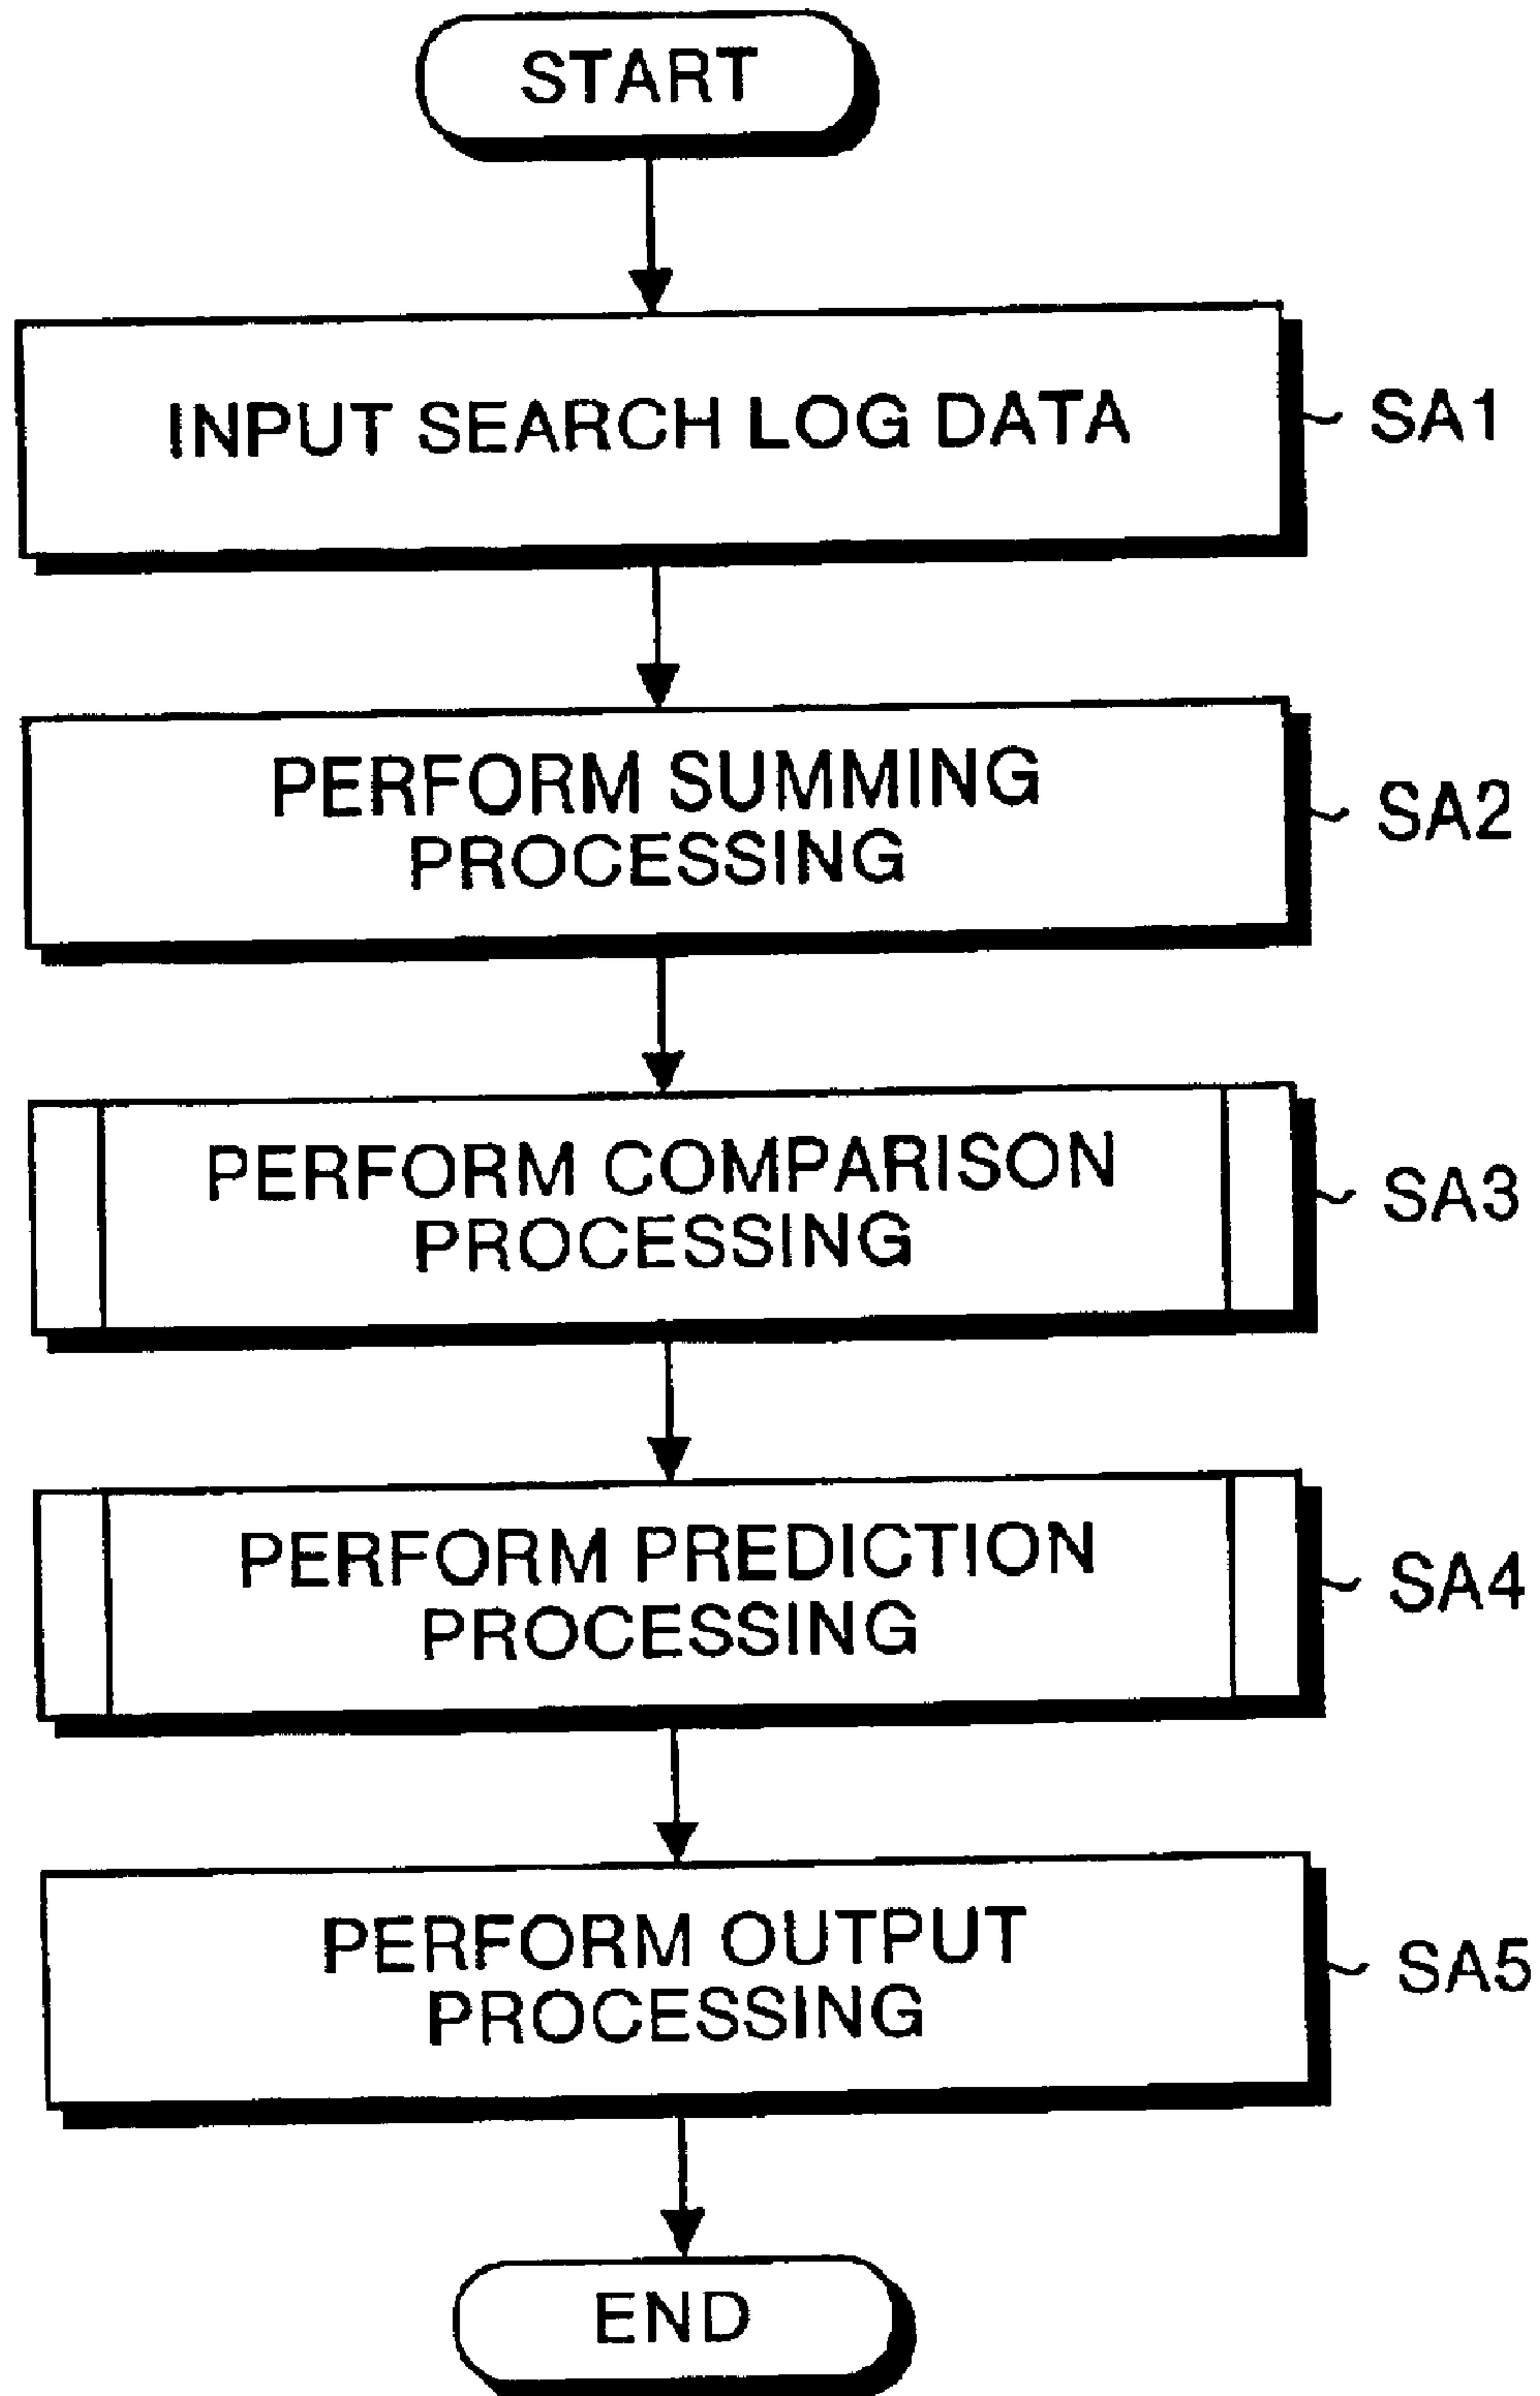 START
INPUT SEARCH LOG DATA
SA1
PERFORM SUMMING
PROCESSING
SA2
PERFORM COMPARISON
PROCESSING
SA3
PERFORM PREDICTION
PROCESSING
SA4
PERFORM OUTPUT
PROCESSING
SA5
END